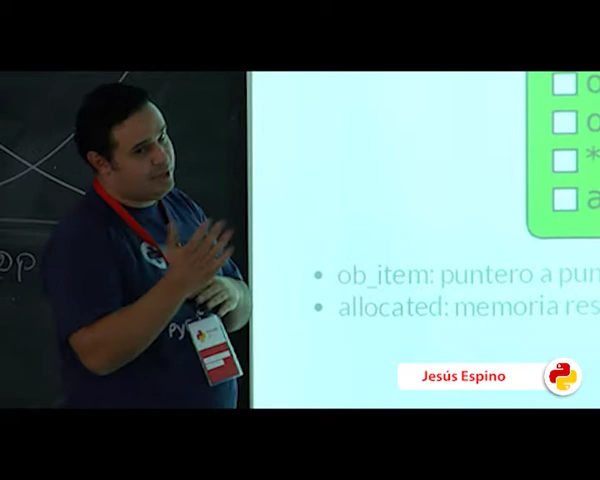 ob_item: puntero a pun
allocated: memoria res
Jesús Espino